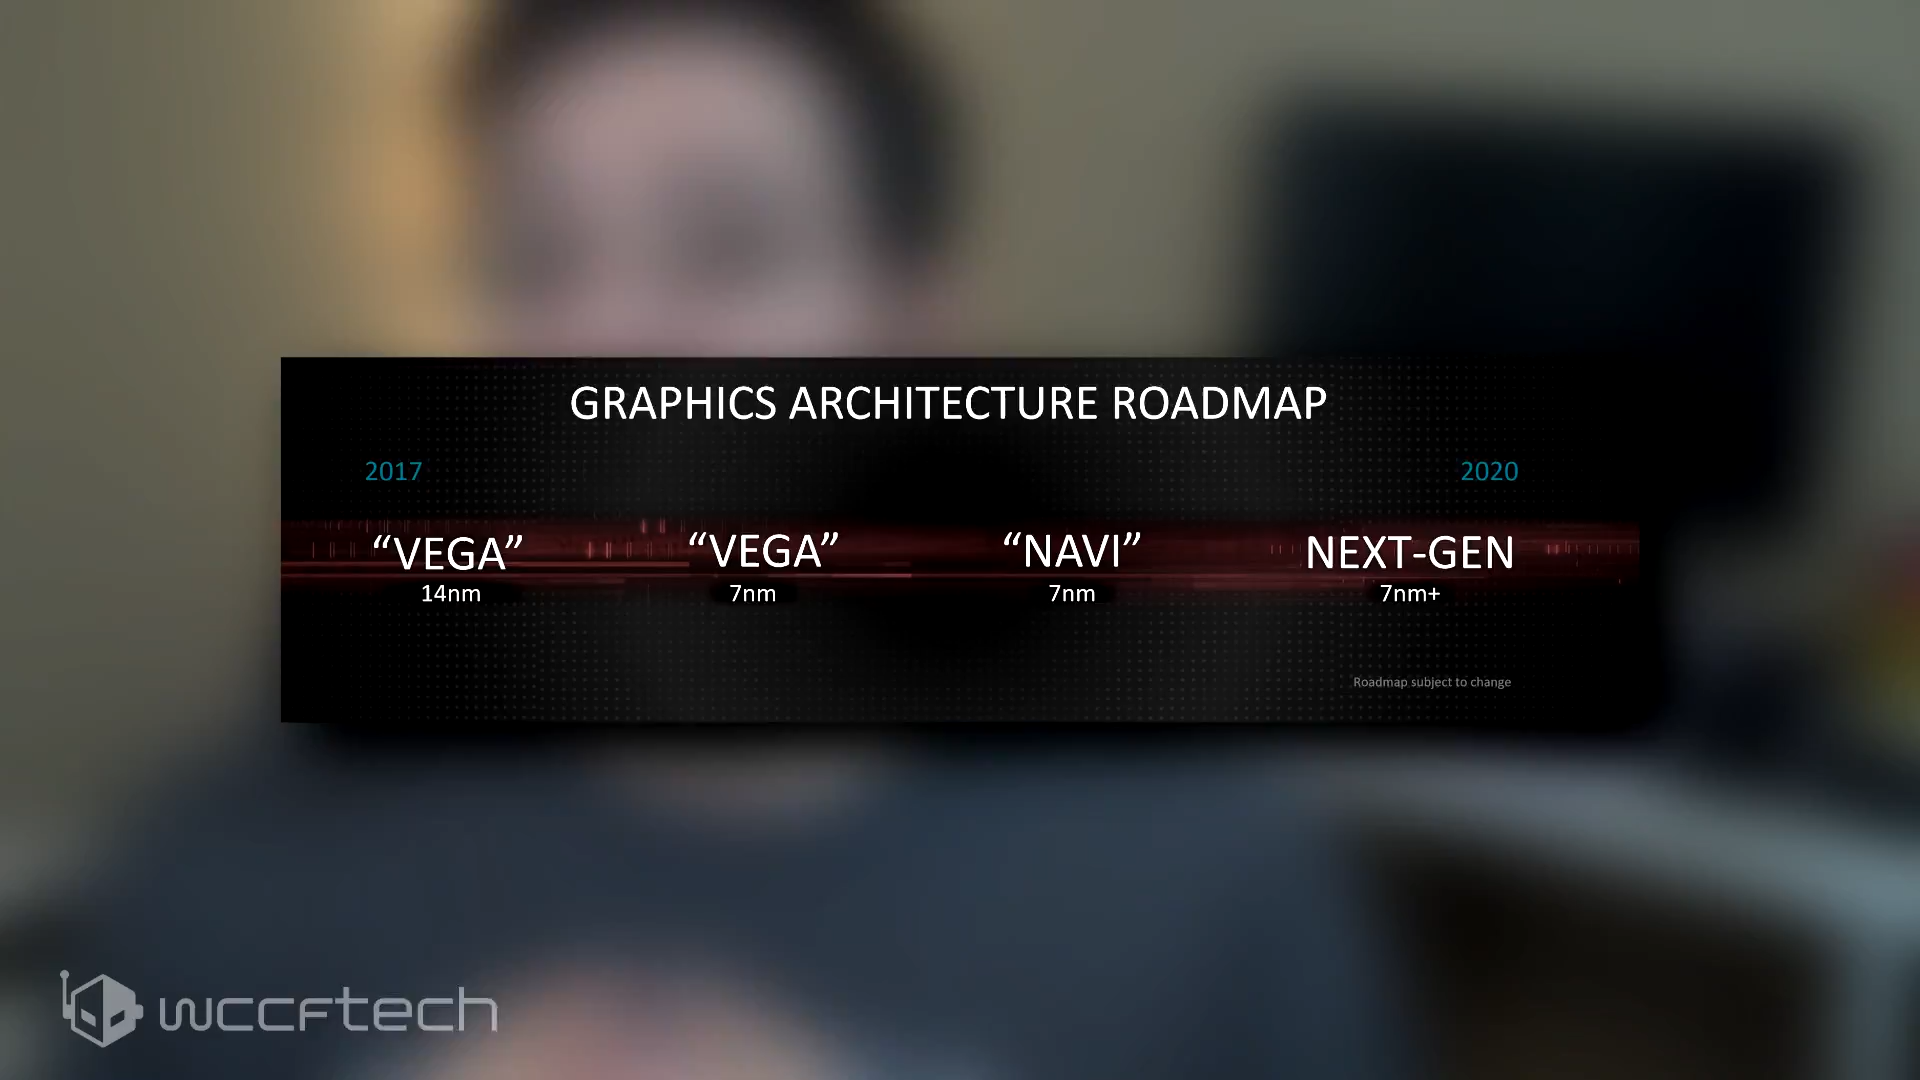 GRAPHICS ARCHITECTURE ROADMAP
2017 2020
“VEGA” “VEGA” “NAVI” NEXT-GEN
14nm 7nm 7nm 7nm+
Roadmap subject to change
wccftech